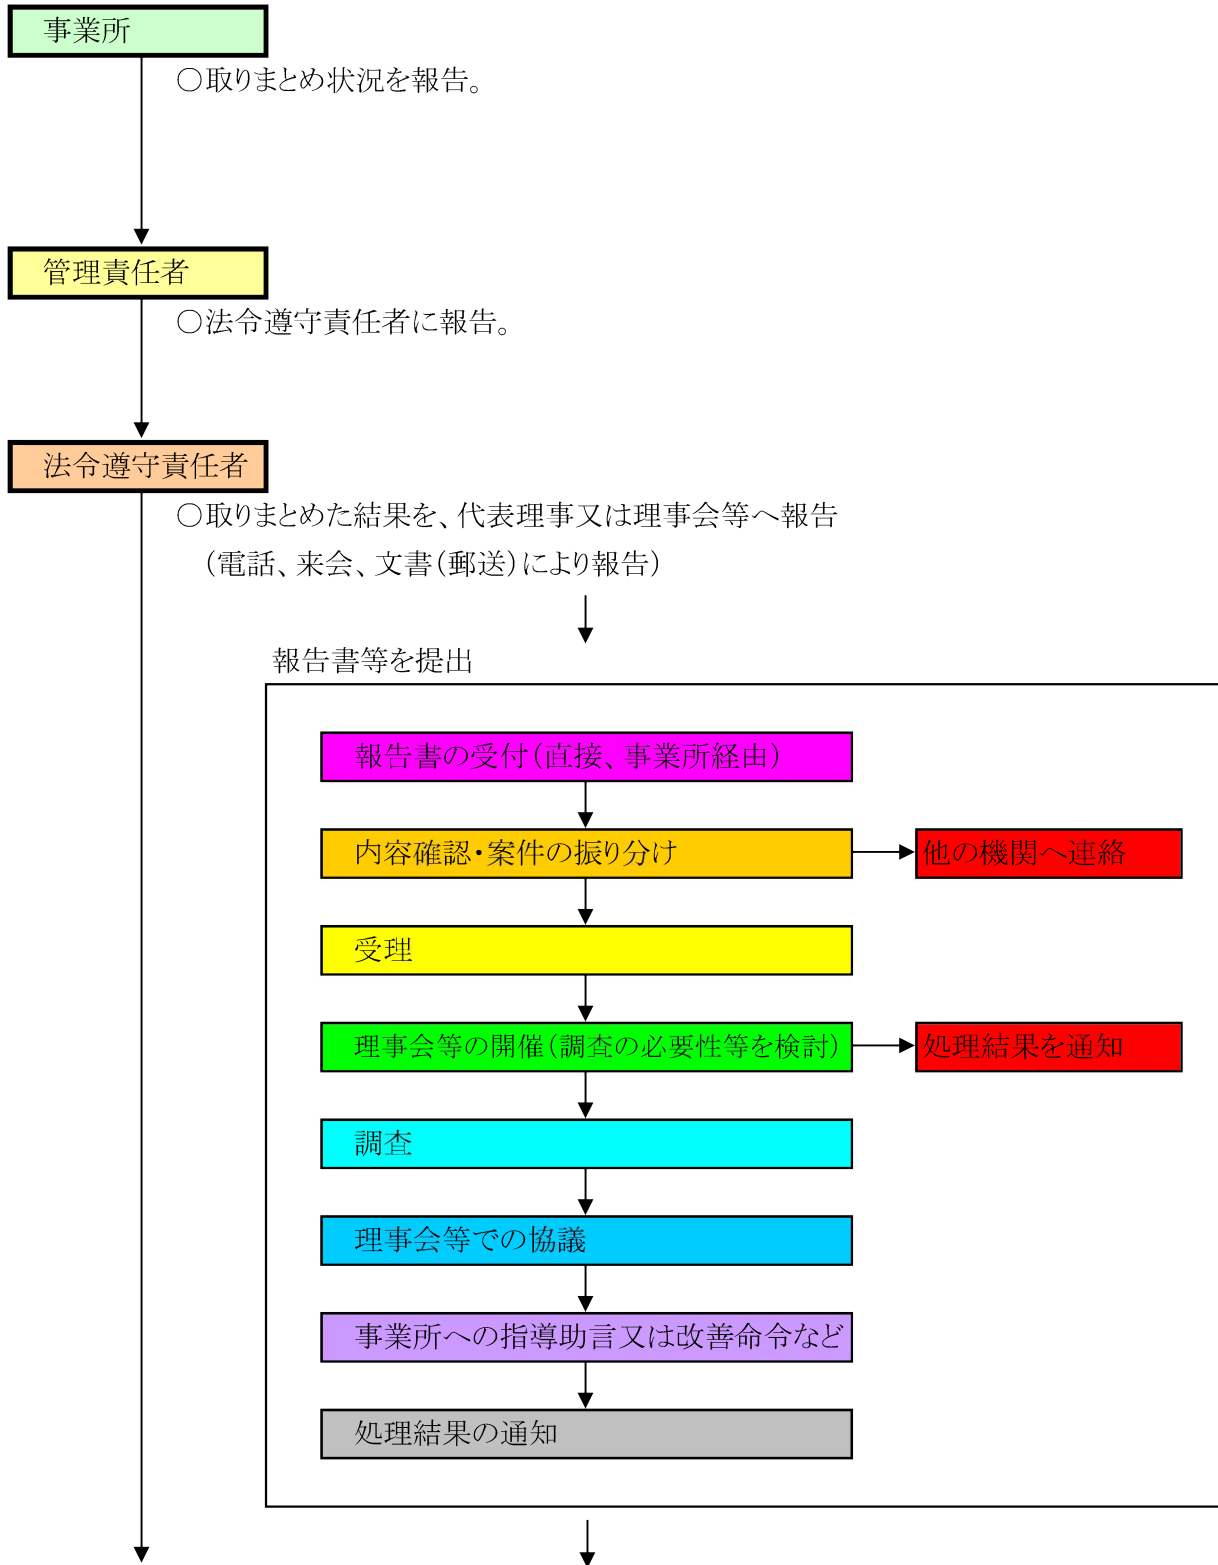 事業所
○取りまとめ状況を報告。
管理責任者
○法令遵守責任者に報告。
法令遵守責任者
○取りまとめた結果を、代表理事又は理事会等へ報告
（電話、来会、文書（郵送）により報告）
報告書等を提出
報告書の受付（直接、事業所経由）
内容確認・案件の振り分け
他の機関へ連絡
受理
理事会等の開催（調査の必要性等を検討）
処理結果を通知
調査
理事会等での協議
事業所への指導助言又は改善命令など
処理結果の通知